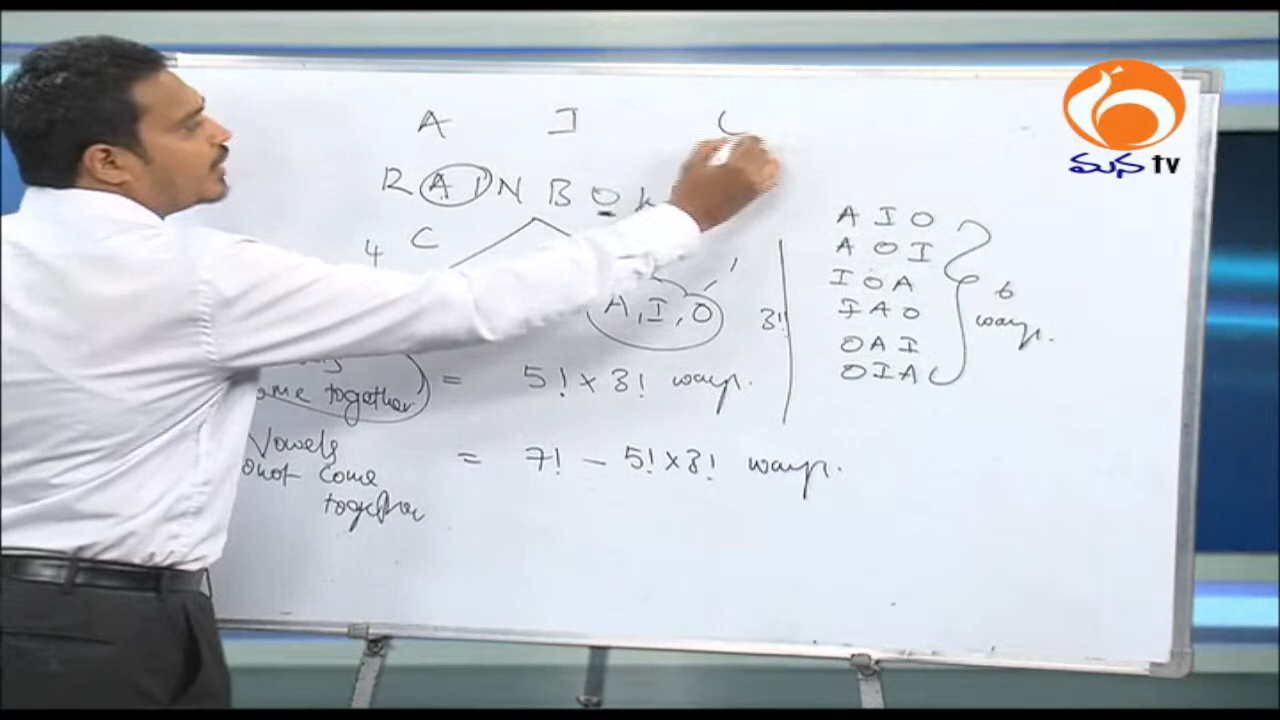 A I
R A I N B O
4 C
A, I, O
3!
A I O
A O I
I O A
I A O
O A I
O I A
6
ways.
come together = 5! × 3! ways.
Vowels
not come
together = 7! – 5! × 3! ways.
మన tv